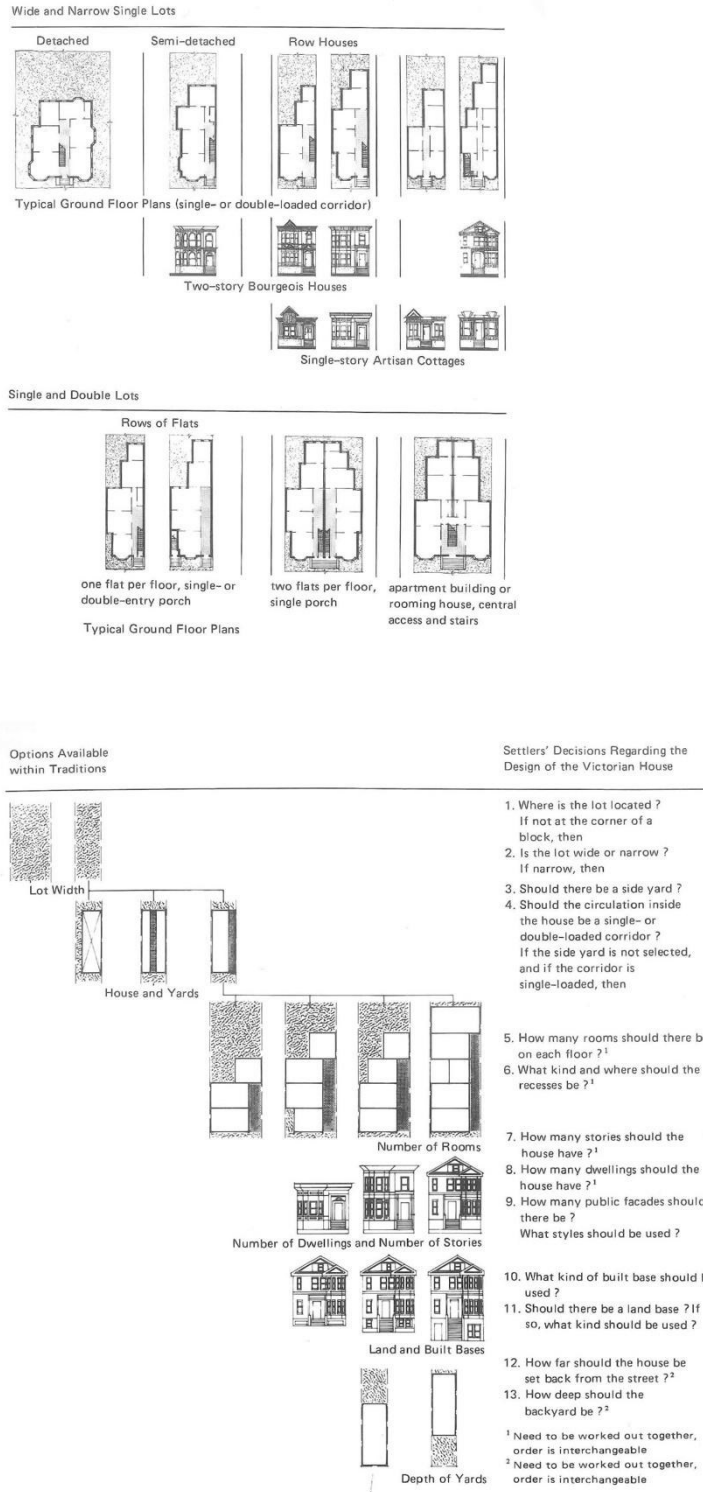 Wide and Narrow Single Lots
Detached
Semi-detached
Row Houses
Typical Ground Floor Plans (single- or double-loaded corridor)
Two-story Bourgeois Houses
Single-story Artisan Cottages
Single and Double Lots
Rows of Flats
one flat per floor, single- or
double-entry porch
two flats per floor,
single porch
apartment building or
rooming house, central
access and stairs
Typical Ground Floor Plans
Options Available
within Traditions
Lot Width
House and Yards
Number of Rooms
Number of Dwellings and Number of Stories
Land and Built Bases
Depth of Yards
Settlers' Decisions Regarding the
Design of the Victorian House
1. Where is the lot located ?
If not at the corner of a
block, then
2. Is the lot wide or narrow ?
If narrow, then
3. Should there be a side yard ?
4. Should the circulation inside
the house be a single- or
double-loaded corridor ?
If the side yard is not selected,
and if the corridor is
single-loaded, then
5. How many rooms should there b
on each floor ?¹
6. What kind and where should the
recesses be ?¹
7. How many stories should the
house have ?¹
8. How many dwellings should the
house have ?¹
9. How many public facades should
there be ?
What styles should be used ?
10. What kind of built base should
used ?
11. Should there be a land base ? If
so, what kind should be used ?
12. How far should the house be
set back from the street ?²
13. How deep should the
backyard be ?²
¹ Need to be worked out together,
order is interchangeable
² Need to be worked out together,
order is interchangeable